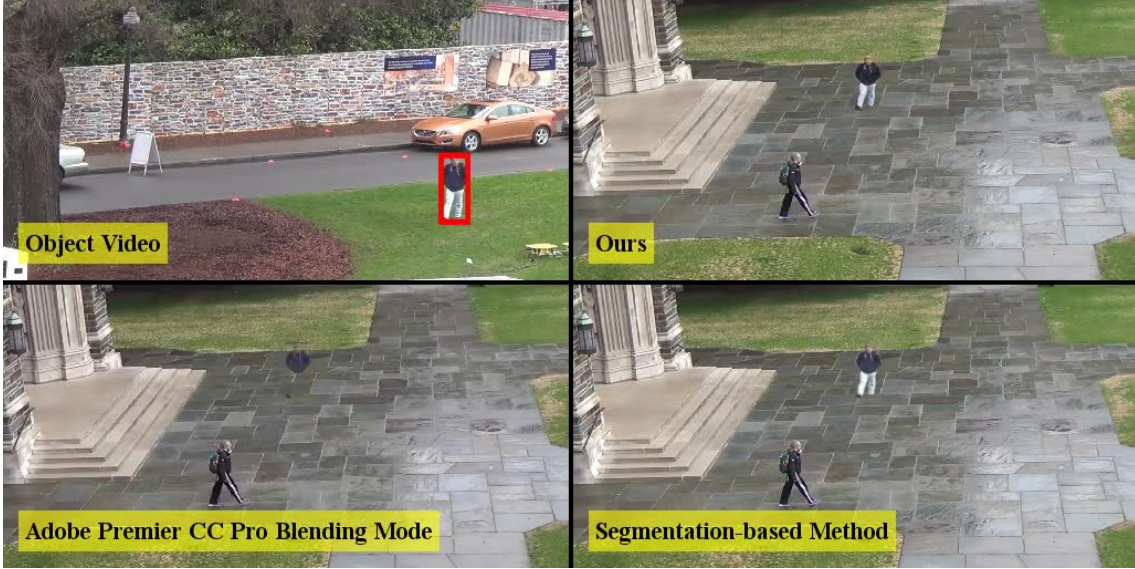 Object Video
Ours
Adobe Premier CC Pro Blending Mode
Segmentation-based Method